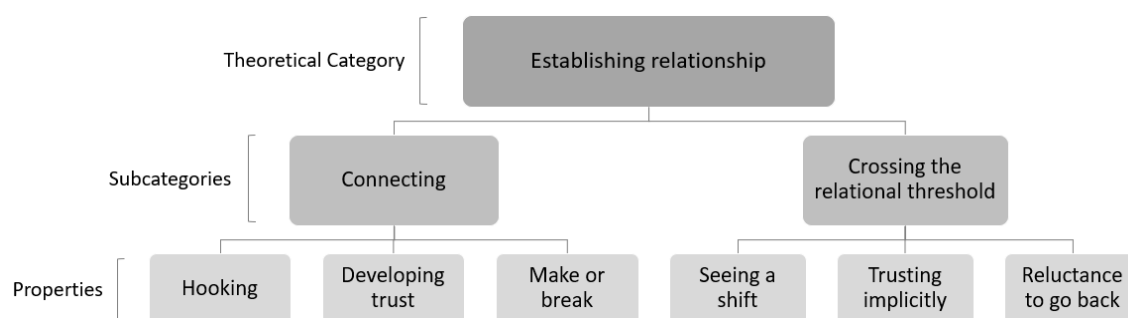 Theoretical Category
Establishing relationship
Subcategories
Connecting
Crossing the
relational threshold
Properties
Hooking
Developing
trust
Make or
break
Seeing a
shift
Trusting
implicitly
Reluctance
to go back